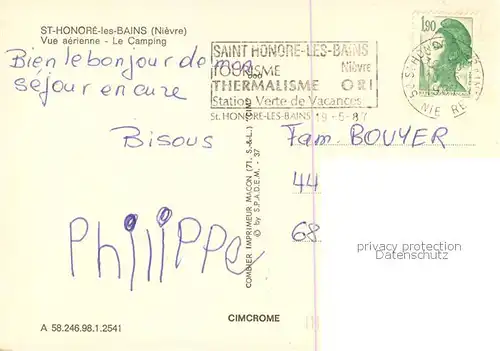 ST-HONORÉ-les-BAINS (Nièvre)
Vue aérienne - Le Camping
Bien le bonjour de mon
séjour en cure
Bisous
Philippe
A 58.246.98.1.2541
COMBIER IMPRIMEUR MACON (71. S.-&-L.)
© by S.P.A.D.E.M. - 37
CIMCROME
SAINT HONORE-LES-BAINS
TOURISME Nièvre
THERMALISME ORL
Station Verte de Vacances
St. HONORE-LES-BAINS 19-5-87
1,90
Fam. BOUYER
44
68
privacy protection
Datenschutz